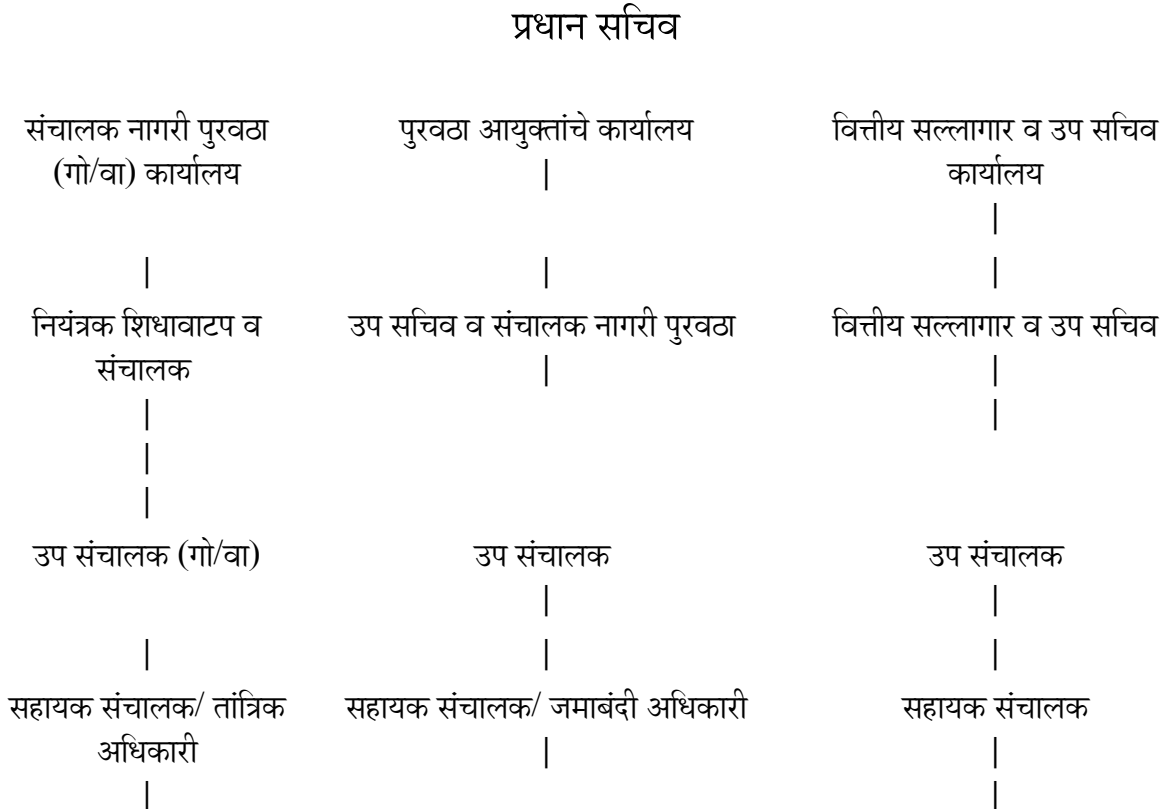 प्रधान सचिव
संचालक नागरी पुरवठा पुरवठा आयुक्तांचे कार्यालय वित्तीय सल्लागार व उप सचिव
(गो/वा) कार्यालय | कार्यालय
|
| | |
नियंत्रक शिधावाटप व उप सचिव व संचालक नागरी पुरवठा वित्तीय सल्लागार व उप सचिव
संचालक | |
| |
|
|
उप संचालक (गो/वा) उप संचालक उप संचालक
| |
| | |
सहायक संचालक/ तांत्रिक सहायक संचालक/ जमाबंदी अधिकारी सहायक संचालक
अधिकारी | |
| |